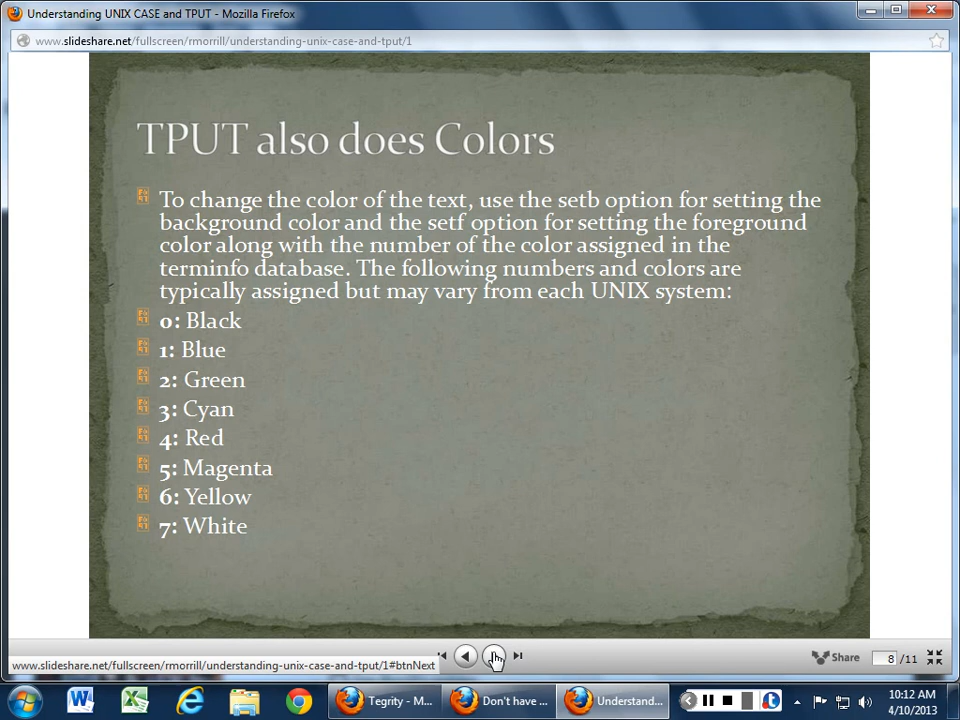 Understanding UNIX CASE and TPUT - Mozilla Firefox
www.slideshare.net/fullscreen/rmorrill/understanding-unix-case-and-tput/1
TPUT also does Colors
To change the color of the text, use the setb option for setting the
background color and the setf option for setting the foreground
color along with the number of the color assigned in the
terminfo database. The following numbers and colors are
typically assigned but may vary from each UNIX system:
0: Black
1: Blue
2: Green
3: Cyan
4: Red
5: Magenta
6: Yellow
7: White
Share
8 /11
www.slideshare.net/fullscreen/rmorrill/understanding-unix-case-and-tput/1#btnNext
Tegrity - M...
Don't have ...
Understand...
10:12 AM
4/10/2013